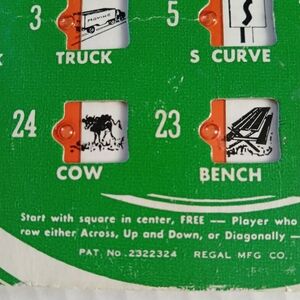 3
5
MOVING
S
TRUCK
S CURVE
24
23
COW
BENCH
Start with square in center, FREE — Player who
row either Across, Up and Down, or Diagonally —
PAT. No. 2322324 REGAL MFG CO.